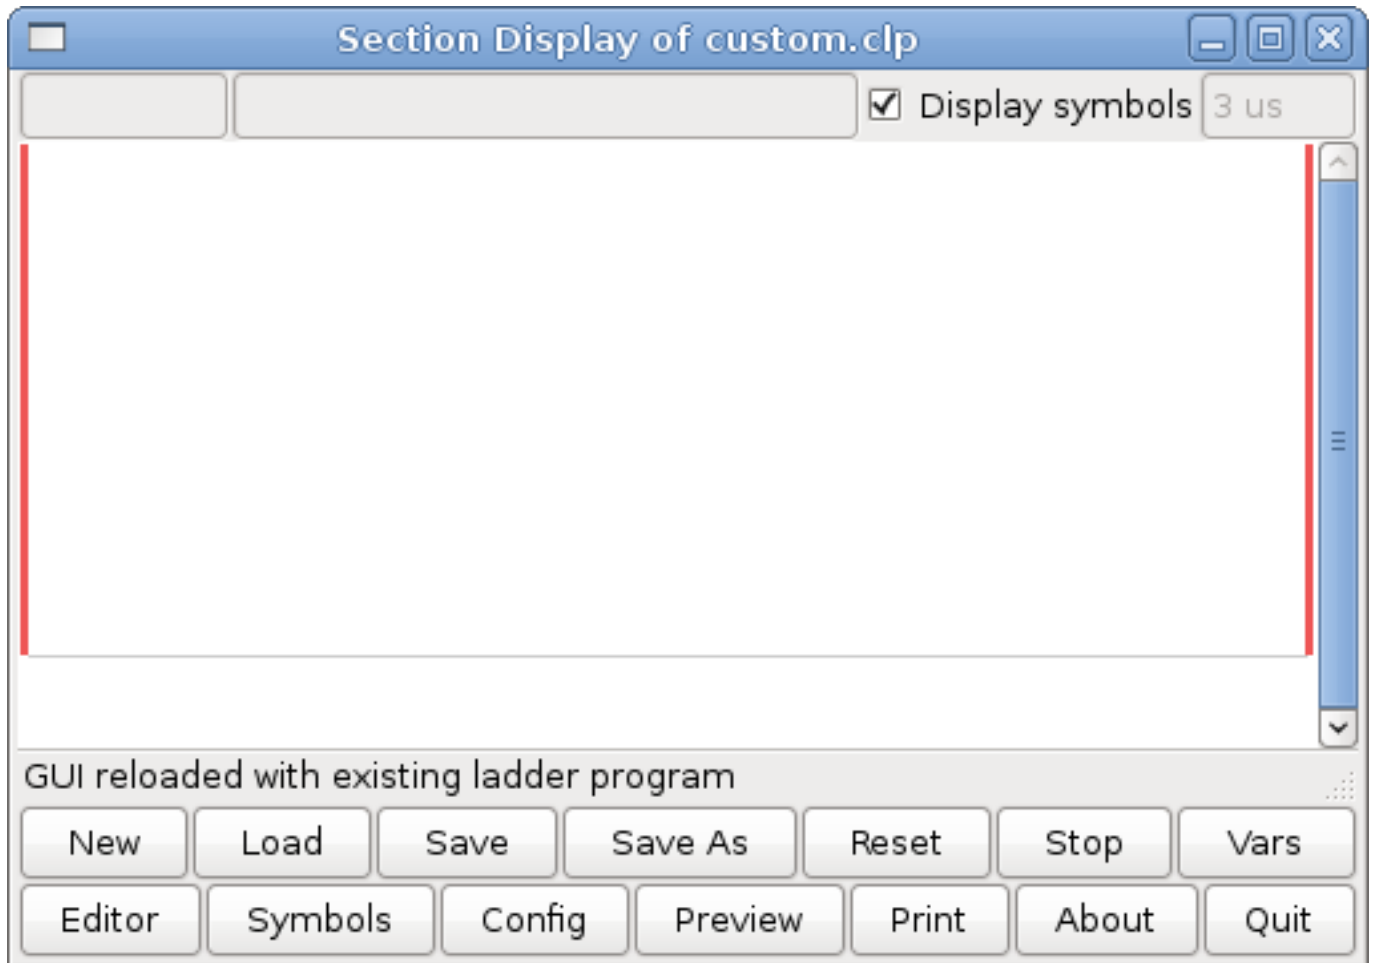 Section Display of custom.clp
Display symbols 3 us
GUI reloaded with existing ladder program
New Load Save Save As Reset Stop Vars
Editor Symbols Config Preview Print About Quit